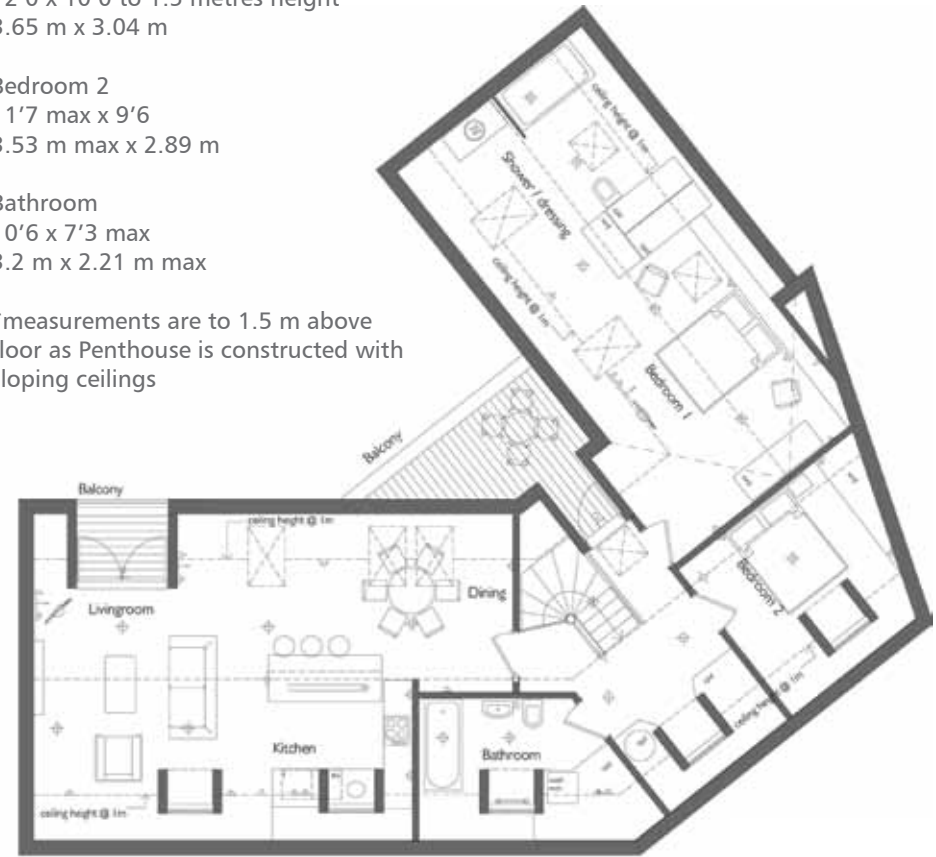 2'6 x 10'0 to 1.5 metres height
3.65 m x 3.04 m
Bedroom 2
1'7 max x 9'6
3.53 m max x 2.89 m
Bathroom
0'6 x 7'3 max
3.2 m x 2.21 m max
*measurements are to 1.5 m above
floor as Penthouse is constructed with
sloping ceilings
ceiling height @ 1m
Shower / dressing
ceiling height @ 1m
Bedroom 1
Balcony
Balcony
ceiling height @ 1m
Dining
Livingroom
Bedroom 2
ceiling height @ 1m
Kitchen
Bathroom
ceiling height @ 1m